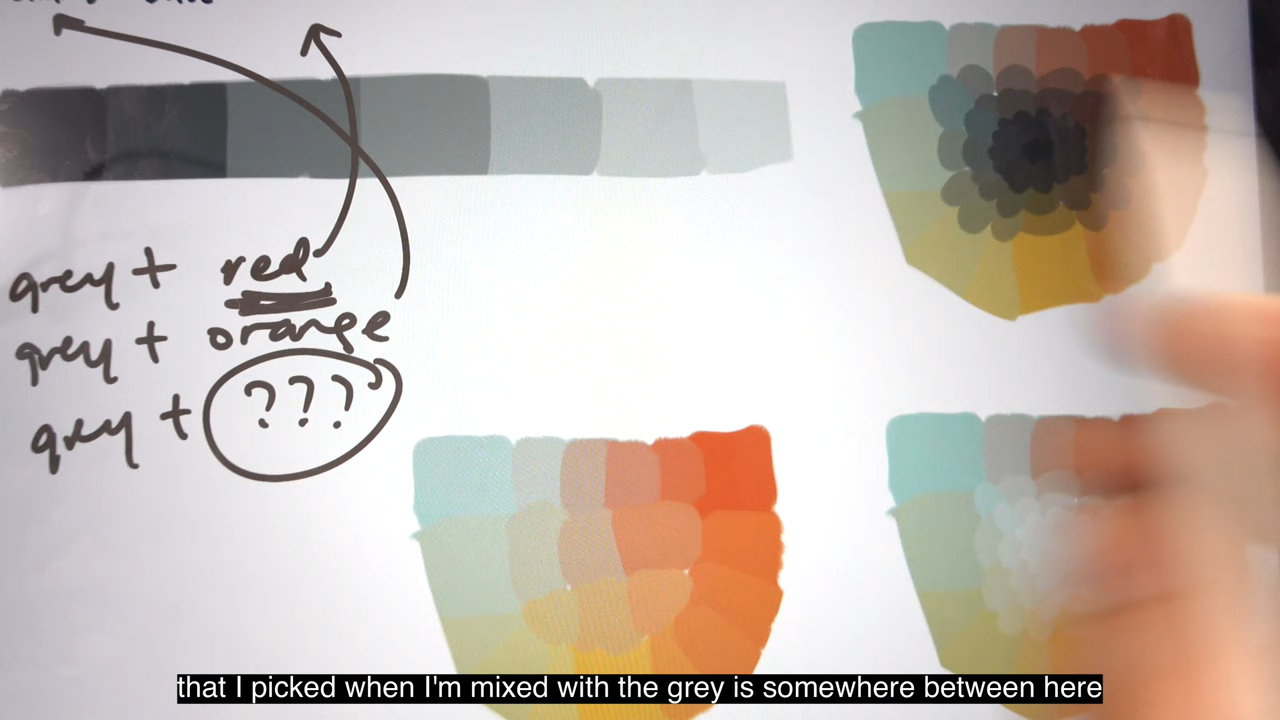 grey + red
grey + orange
grey + ???
that I picked when I'm mixed with the grey is somewhere between here